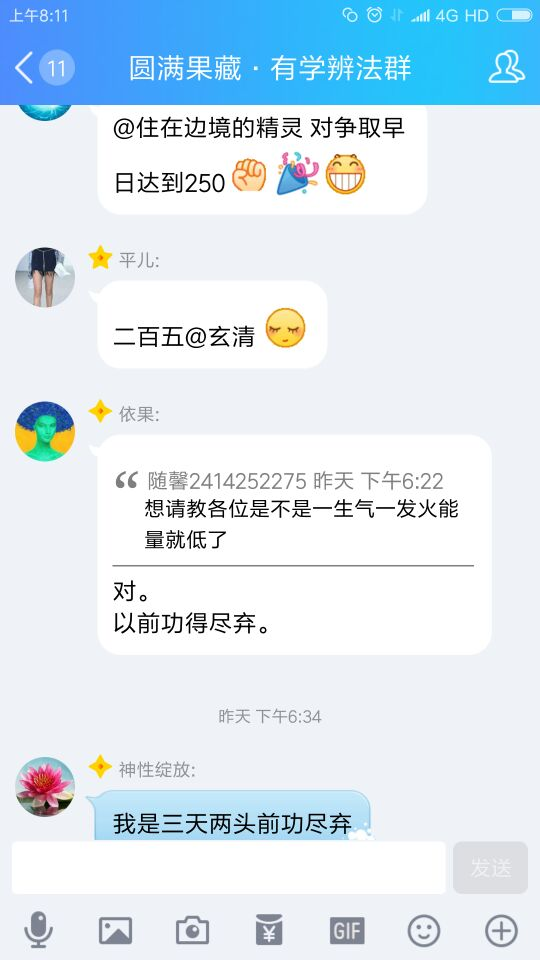 上午8:11
4G HD
11
圆满果藏·有学辨法群
@住在边境的精灵 对争取早
日达到250
平儿:
二百五@玄清
依果:
随馨2414252275 昨天 下午6:22
想请教各位是不是一生气一发火能
量就低了
对。
以前功得尽弃。
昨天 下午6:34
神性绽放:
我是三天两头前功尽弃
发送
GIF